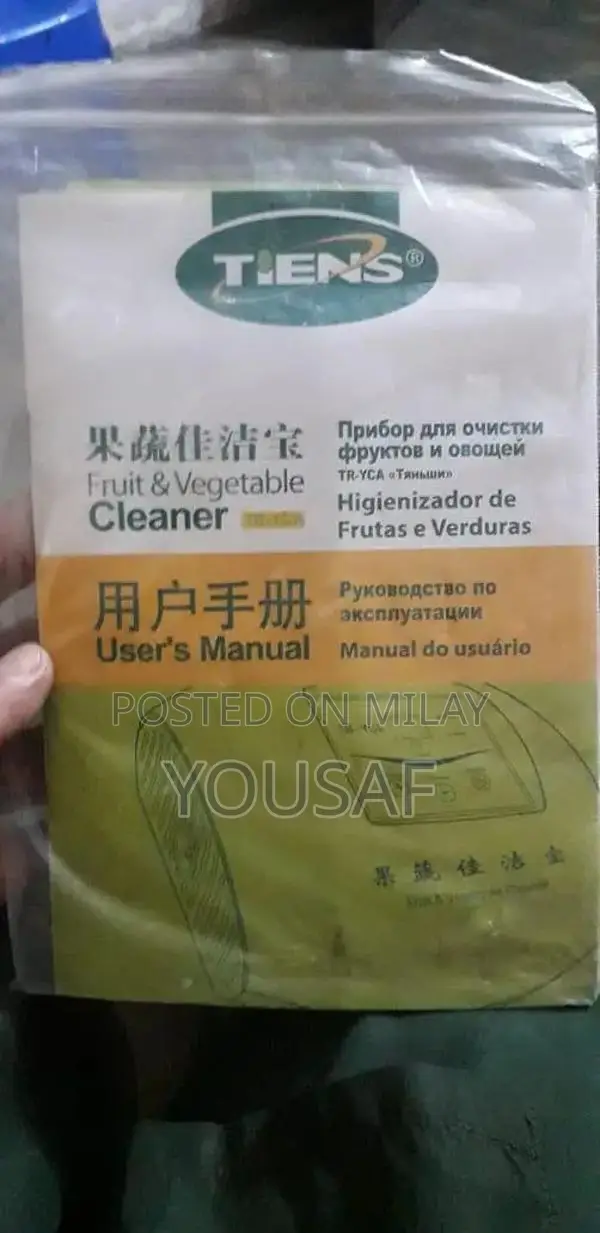 TIENS®
果蔬佳洁宝
Fruit & Vegetable
Cleaner
Прибор для очистки
фруктов и овощей
TR-YCA «Тяньши»
Higienizador de
Frutas e Verduras
用户手册
User's Manual
Руководство по
эксплуатации
Manual do usuário
POSTED ON MILAY
YOUSAF
果蔬佳洁宝